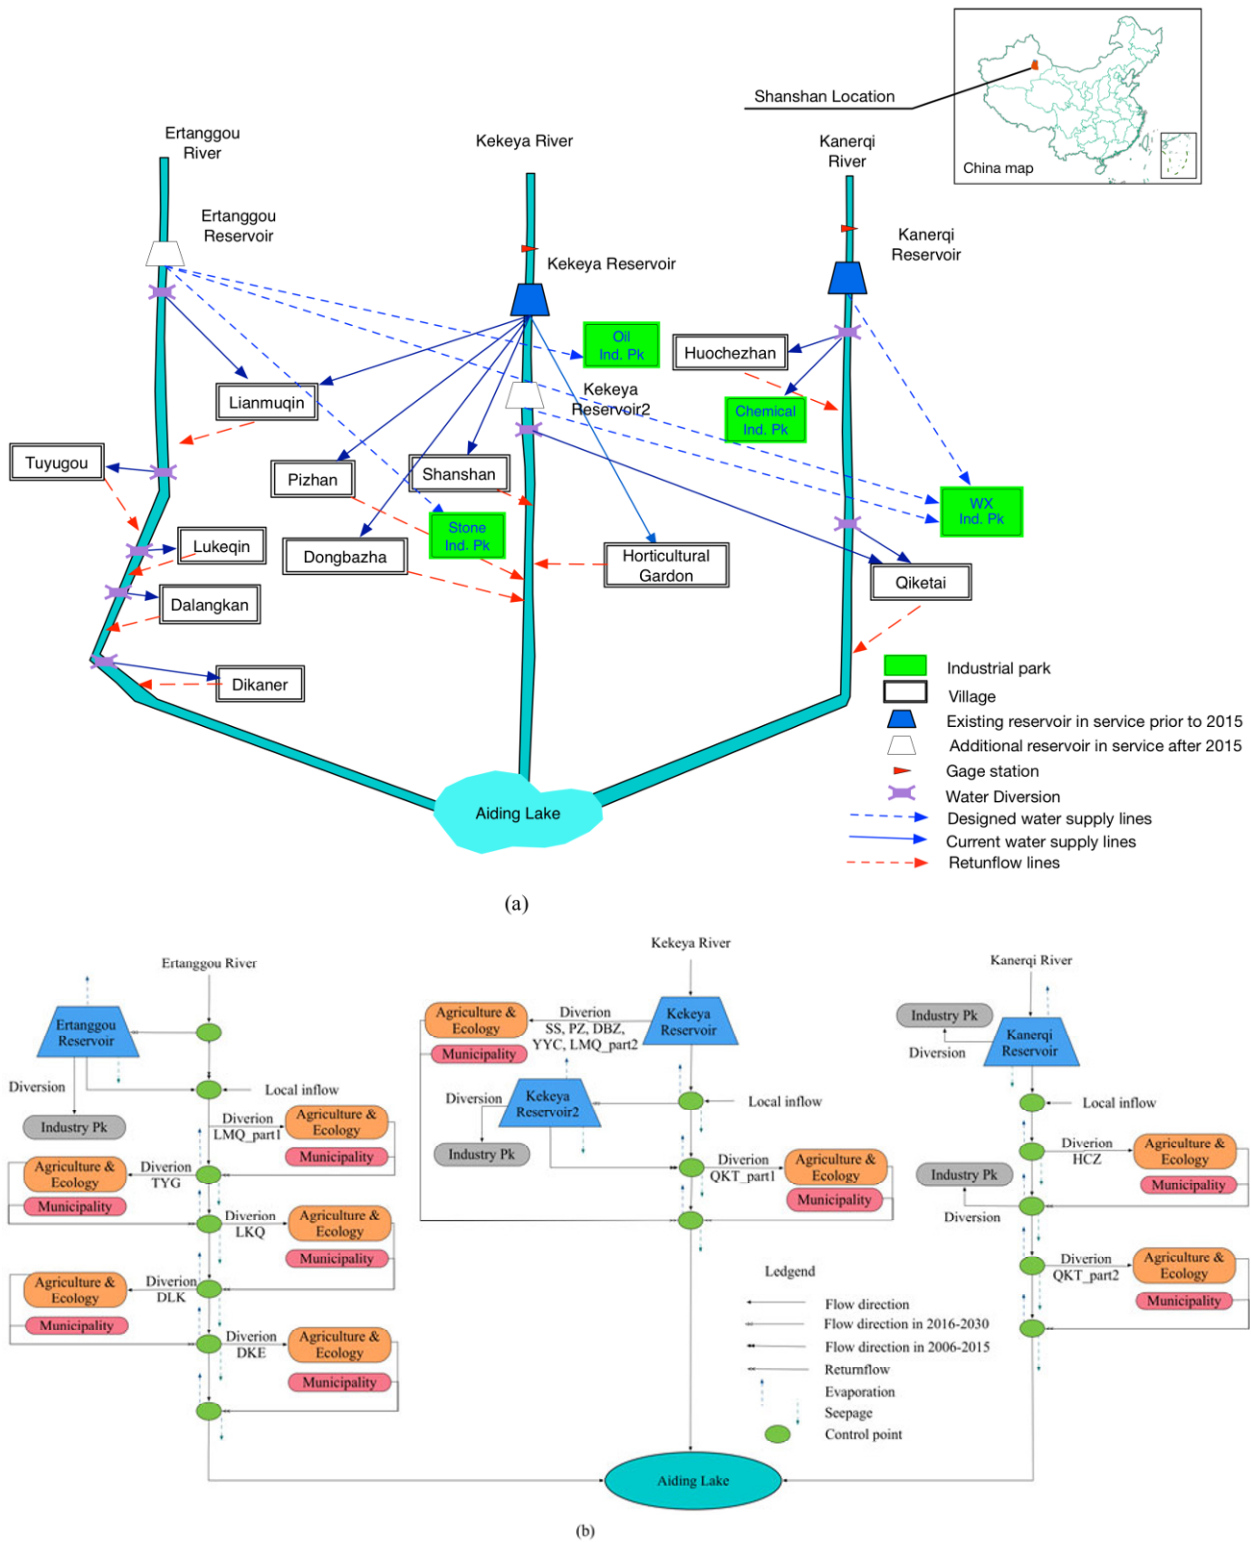 Shanshan Location
China map
Ertanggou
River
Kekeya River
Kanerqi
River
Ertanggou
Reservoir
Kekeya Reservoir
Kanerqi
Reservoir
Oil
Ind. Pk
Huochezhan
Lianmuqin
Kekeya
Reservoir2
Chemical
Ind. Pk
Tuyugou
Pizhan
Shanshan
WX
Ind. Pk
Stone
Ind. Pk
Lukeqin
Dongbazha
Horticultural
Gardon
Qiketai
Dalangkan
Dikaner
Aiding Lake
Industrial park
Village
Existing reservoir in service prior to 2015
Additional reservoir in service after 2015
Gage station
Water Diversion
Designed water supply lines
Current water supply lines
Retunflow lines
(a)
Ertanggou River
Ertanggou
Reservoir
Diversion
Local inflow
Industry Pk
Diverion
LMQ_part1
Agriculture &
Ecology
Municipality
Agriculture &
Ecology
Municipality
Diverion
TYG
Diverion
LKQ
Agriculture &
Ecology
Municipality
Agriculture &
Ecology
Municipality
Diverion
DLK
Diverion
DKE
Agriculture &
Ecology
Municipality
Kekeya River
Agriculture &
Ecology
Municipality
Diverion
SS, PZ, DBZ,
YYC, LMQ_part2
Kekeya
Reservoir
Diversion
Kekeya
Reservoir2
Local inflow
Industry Pk
Diverion
QKT_part1
Agriculture &
Ecology
Municipality
Kanerqi River
Industry Pk
Diversion
Kanerqi
Reservoir
Local inflow
Diverion
HCZ
Agriculture &
Ecology
Municipality
Industry Pk
Diversion
Diverion
QKT_part2
Agriculture &
Ecology
Municipality
Ledgend
Flow direction
Flow direction in 2016-2030
Flow direction in 2006-2015
Returnflow
Evaporation
Seepage
Control point
Aiding Lake
(b)